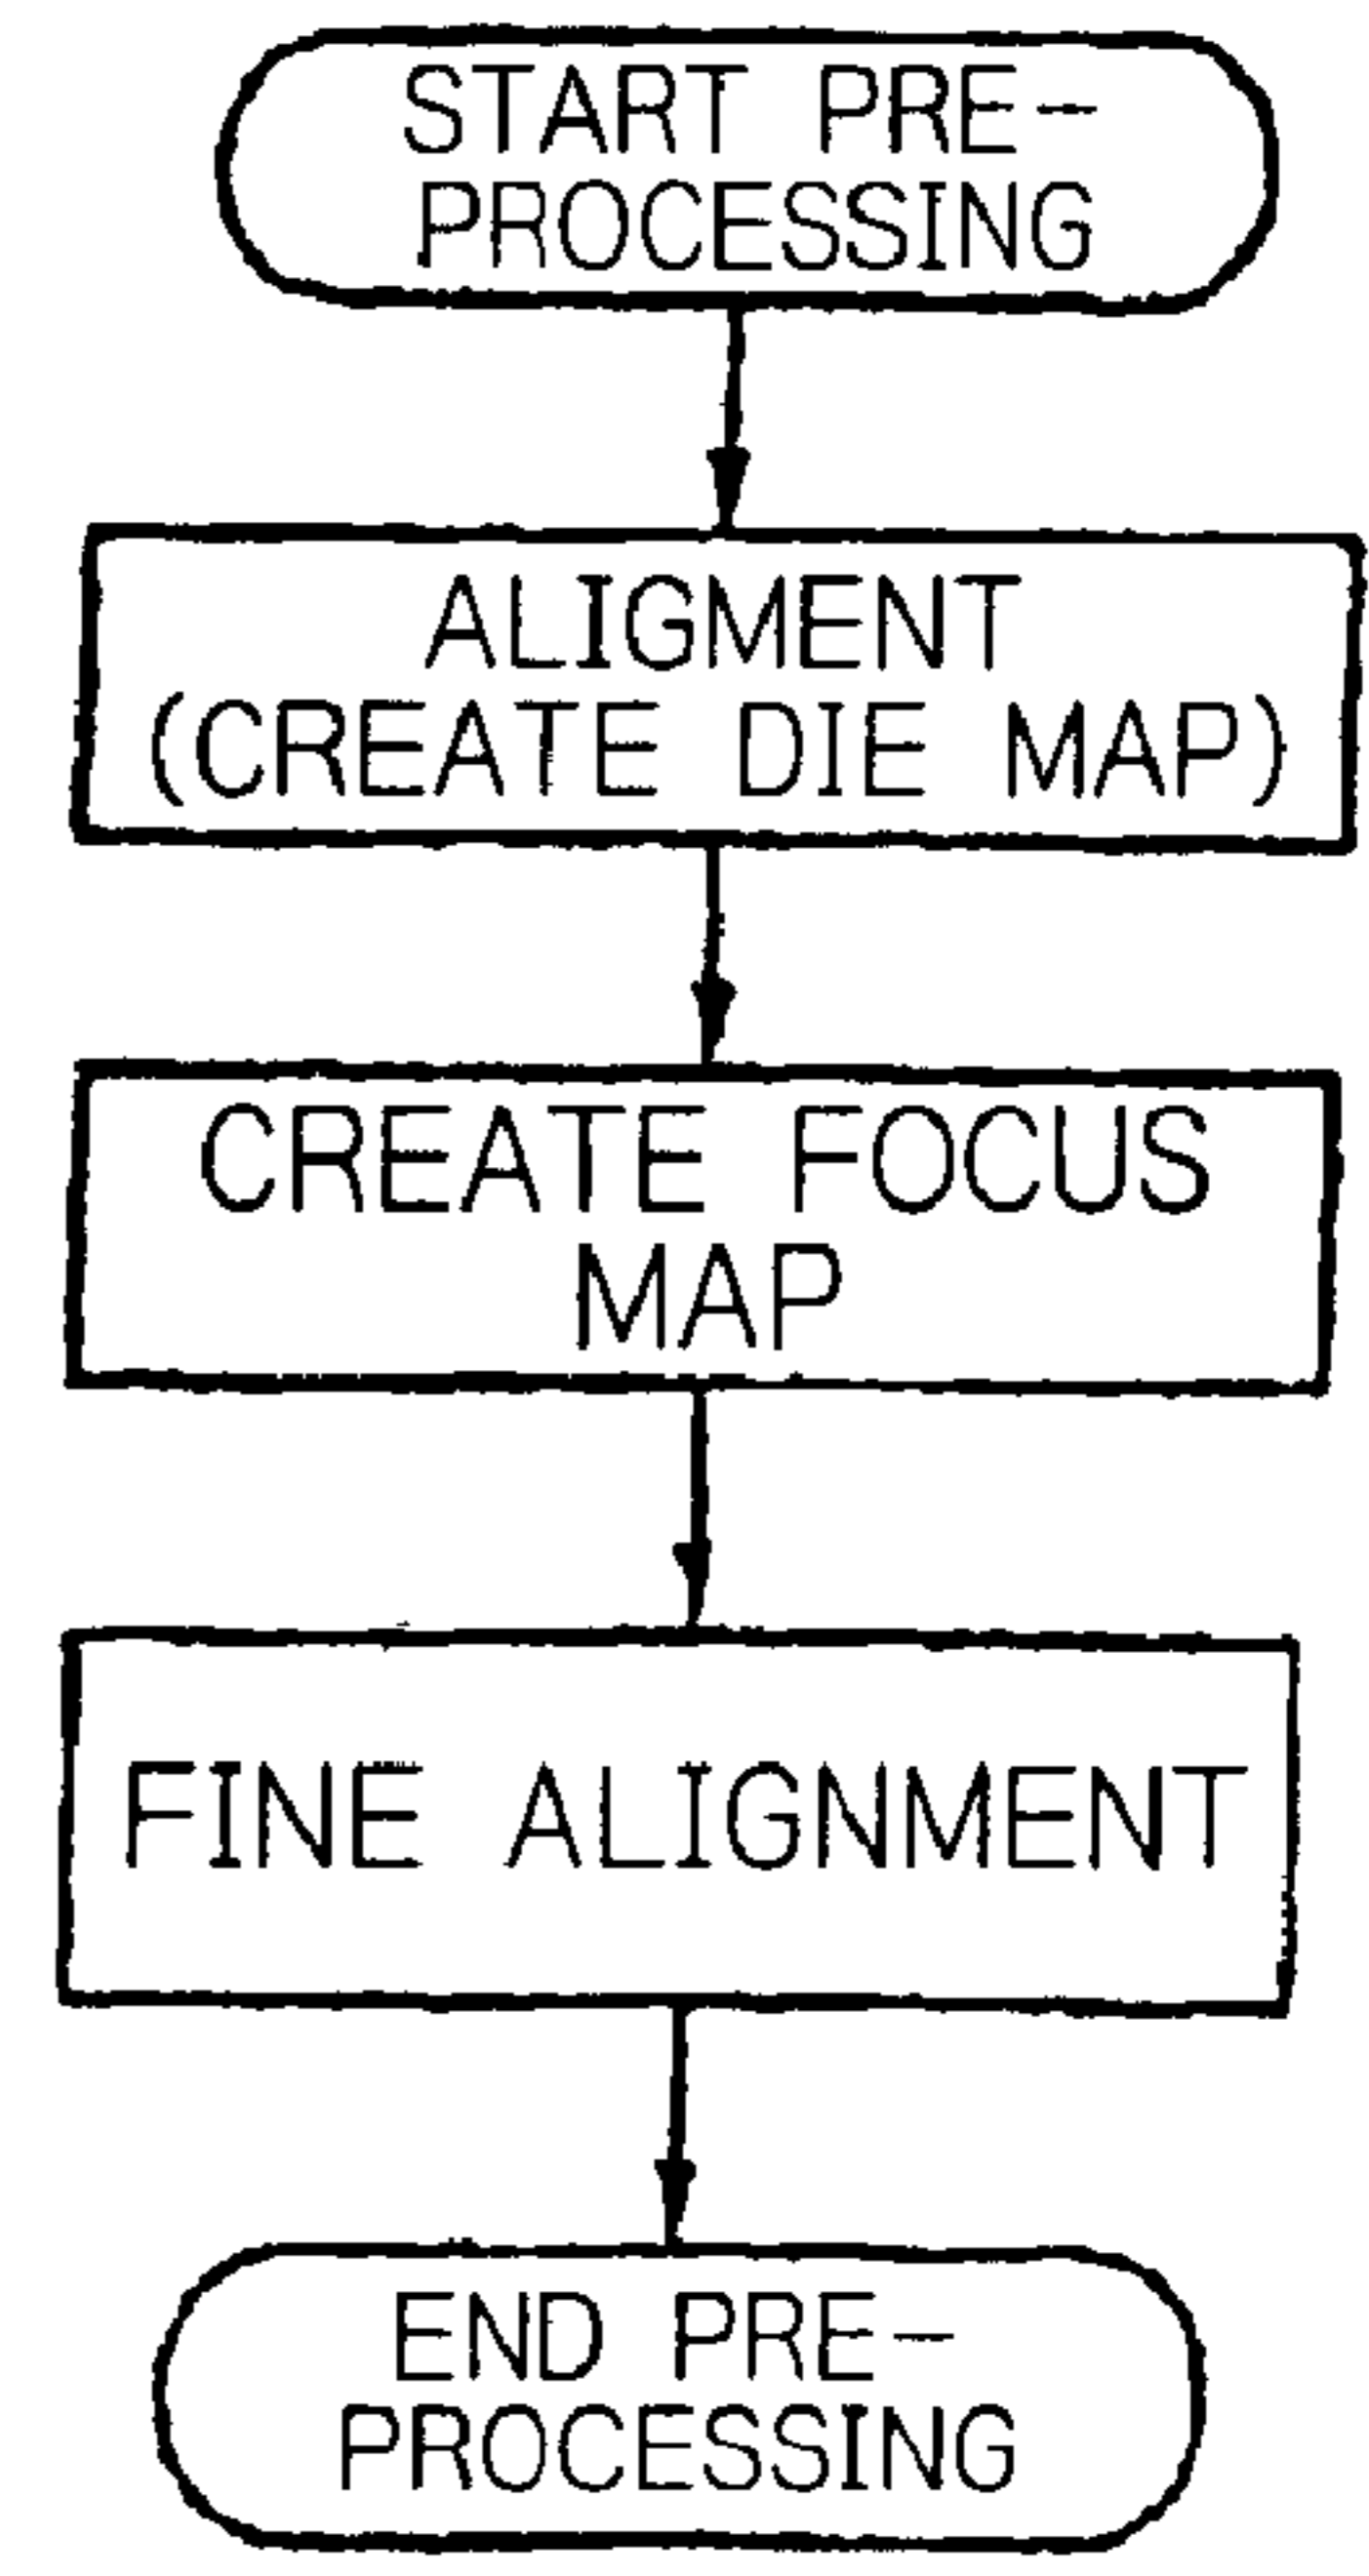 START PRE-
PROCESSING
ALIGMENT
(CREATE DIE MAP)
CREATE FOCUS
MAP
FINE ALIGNMENT
END PRE-
PROCESSING